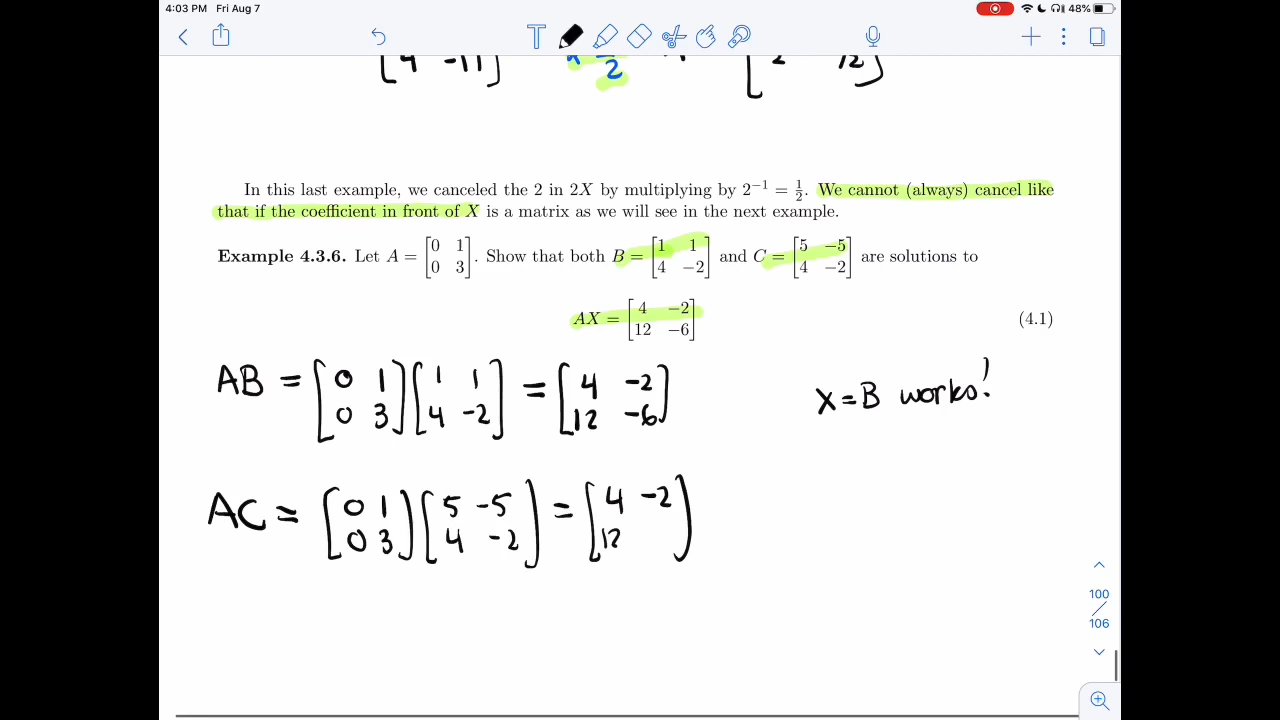 4:03 PM Fri Aug 7
48%
T
4 -11
2
2 12
In this last example, we canceled the 2 in 2X by multiplying by 2⁻¹ = 1/2. We cannot (always) cancel like
that if the coefficient in front of X is a matrix as we will see in the next example.
Example 4.3.6. Let A = [0 1; 0 3]. Show that both B = [1 1; 4 −2] and C = [5 −5; 4 −2] are solutions to
AX = [4 −2; 12 −6] (4.1)
AB = [0 1; 0 3] [1 1; 4 -2] = [4 -2; 12 -6] X = B works!
AC = [0 1; 0 3] [5 -5; 4 -2] = [4 -2; 12 ]
100
106